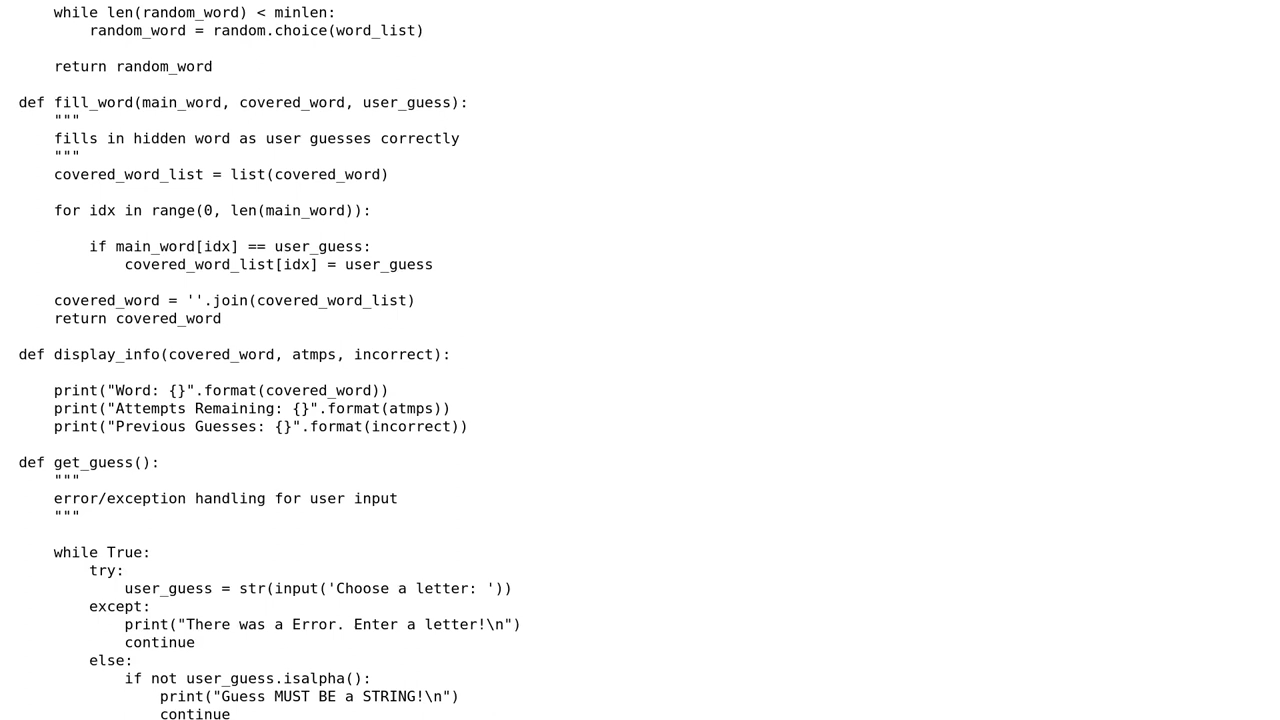 while len(random_word) < minlen:
        random_word = random.choice(word_list)

    return random_word

def fill_word(main_word, covered_word, user_guess):
    """
    fills in hidden word as user guesses correctly
    """
    covered_word_list = list(covered_word)

    for idx in range(0, len(main_word)):

        if main_word[idx] == user_guess:
            covered_word_list[idx] = user_guess

    covered_word = ''.join(covered_word_list)
    return covered_word

def display_info(covered_word, atmps, incorrect):

    print("Word: {}".format(covered_word))
    print("Attempts Remaining: {}".format(atmps))
    print("Previous Guesses: {}".format(incorrect))

def get_guess():
    """
    error/exception handling for user input
    """

    while True:
        try:
            user_guess = str(input('Choose a letter: '))
        except:
            print("There was a Error. Enter a letter!\n")
            continue
        else:
            if not user_guess.isalpha():
                print("Guess MUST BE a STRING!\n")
                continue